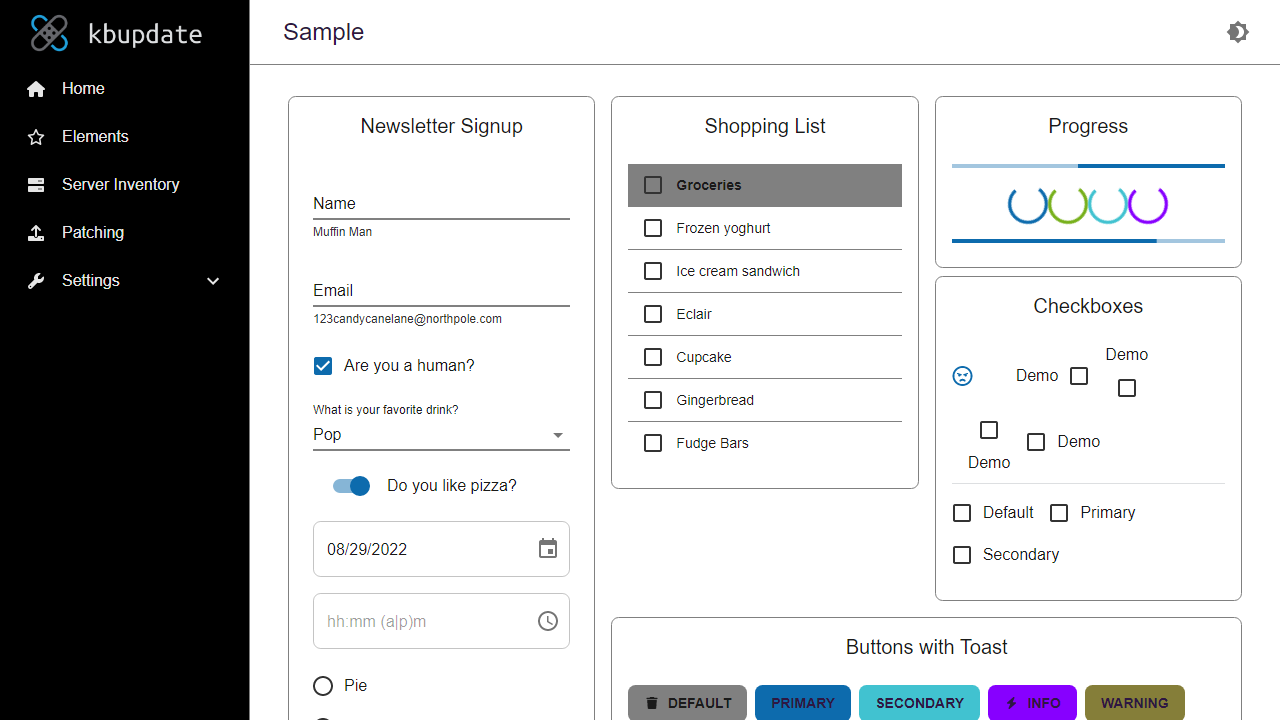 kbupdate
Home
Elements
Server Inventory
Patching
Settings
Sample
Newsletter Signup
Name
Muffin Man
Email
123candycanelane@northpole.com
Are you a human?
What is your favorite drink?
Pop
Do you like pizza?
08/29/2022
hh:mm (a|p)m
Pie
Shopping List
Groceries
Frozen yoghurt
Ice cream sandwich
Eclair
Cupcake
Gingerbread
Fudge Bars
Progress
Checkboxes
Demo
Demo
Demo
Demo
Default Primary
Secondary
Buttons with Toast
DEFAULT PRIMARY SECONDARY INFO WARNING